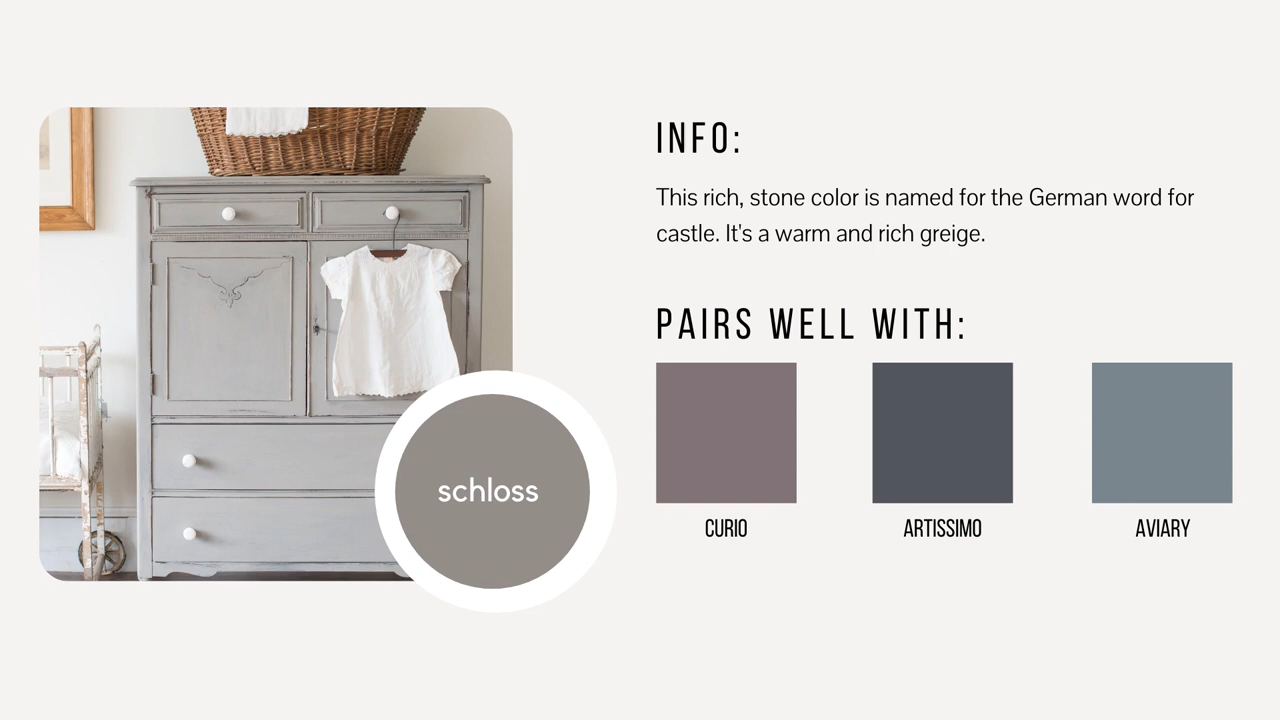 INFO:
This rich, stone color is named for the German word for
castle. It's a warm and rich greige.
PAIRS WELL WITH:
CURIO
ARTISSIMO
AVIARY
schloss